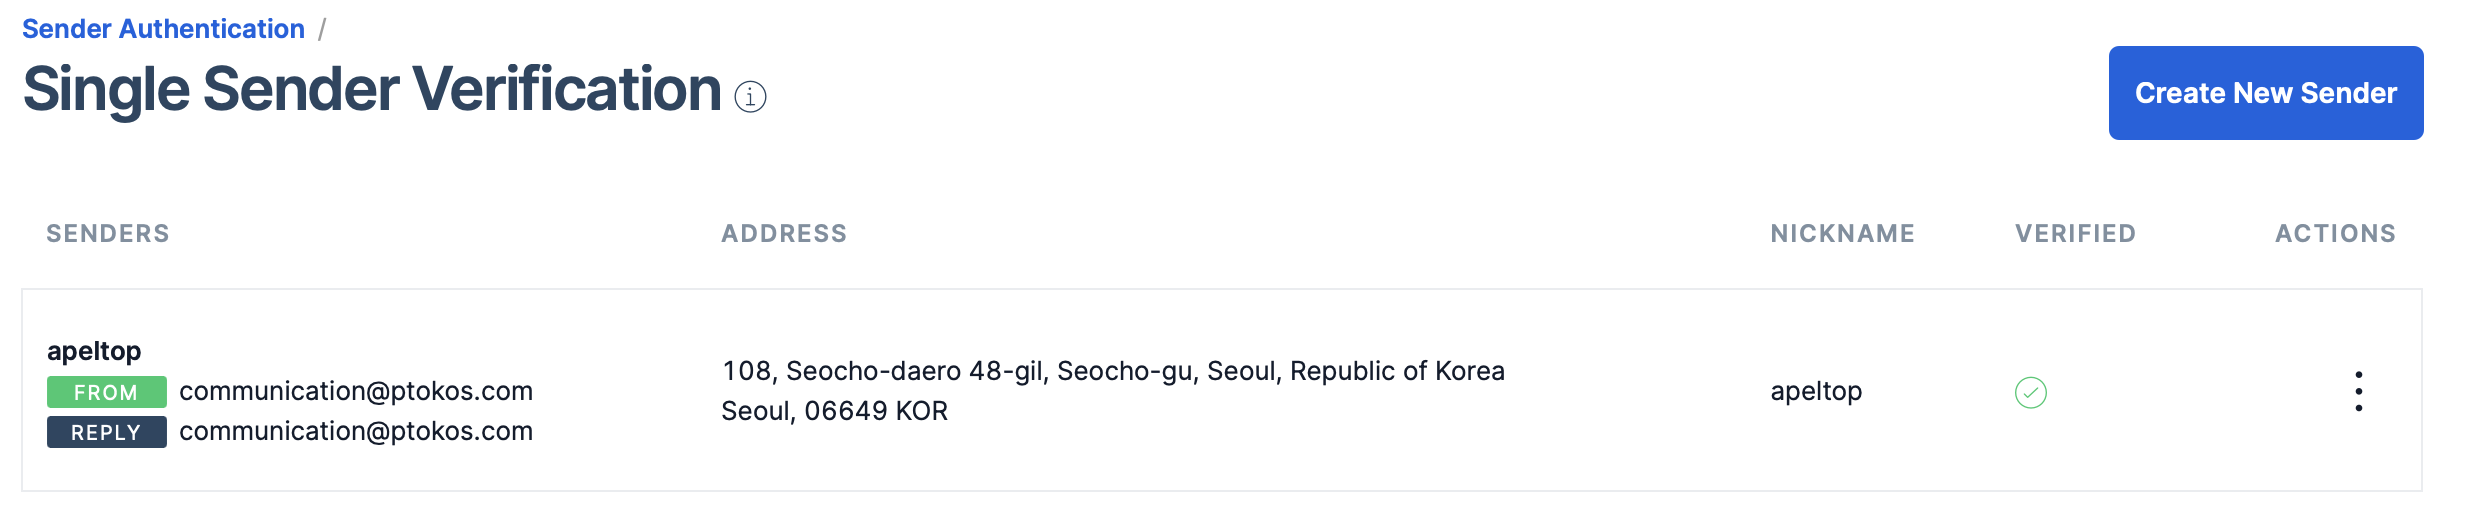 Sender Authentication /
Single Sender Verification
Create New Sender
SENDERS ADDRESS NICKNAME VERIFIED ACTIONS
apeltop
FROM communication@ptokos.com
REPLY communication@ptokos.com
108, Seocho-daero 48-gil, Seocho-gu, Seoul, Republic of Korea
Seoul, 06649 KOR
apeltop